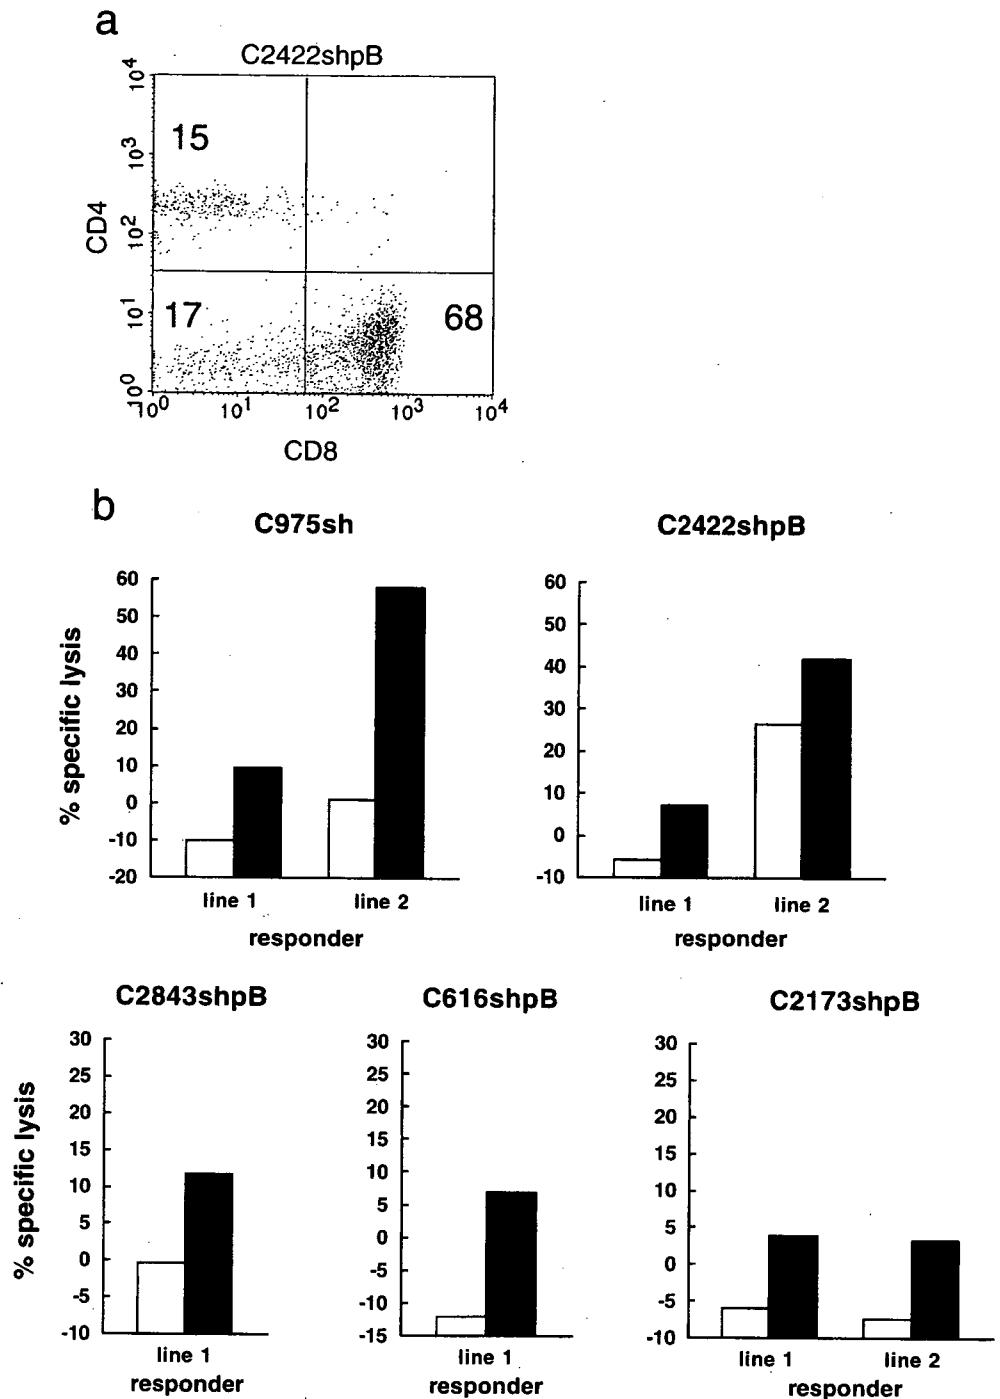 a
C2422shpB
10^4
10^3
10^2
10^1
10^0
CD4
15
17
68
10^0 10^1 10^2 10^3 10^4
CD8
b
C975sh
% specific lysis
60
50
40
30
20
10
0
-10
-20
line 1 line 2
responder
C2422shpB
60
50
40
30
20
10
0
-10
line 1 line 2
responder
C2843shpB
% specific lysis
30
25
20
15
10
5
0
-5
-10
line 1
responder
C616shpB
30
25
20
15
10
5
0
-5
-10
-15
line 1
responder
C2173shpB
30
25
20
15
10
5
0
-5
-10
line 1 line 2
responder